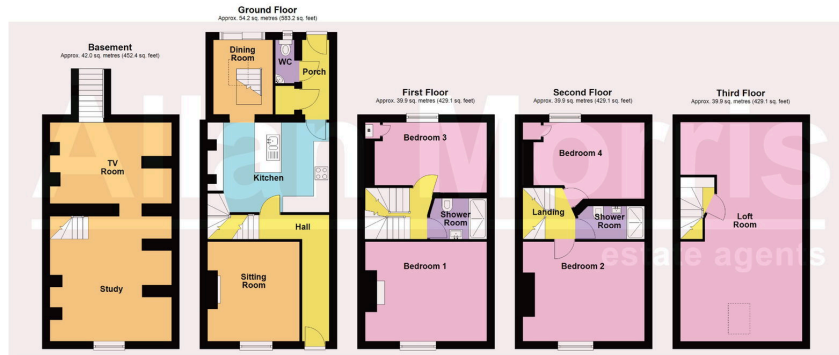 Ground Floor
Approx. 54.2 sq. metres (583.2 sq. feet)
Basement
Approx. 42.0 sq. metres (452.4 sq. feet)
Dining
Room
WC
Porch
First Floor
Approx. 39.9 sq. metres (429.1 sq. feet)
Second Floor
Approx. 39.9 sq. metres (429.1 sq. feet)
Third Floor
Approx. 39.9 sq. metres (429.1 sq. feet)
TV
Room
Kitchen
Bedroom 3
Bedroom 4
Hall
Shower
Room
Landing
Shower
Room
Loft
Room
Study
Sitting
Room
Bedroom 1
Bedroom 2
Allan Morris
estate agents